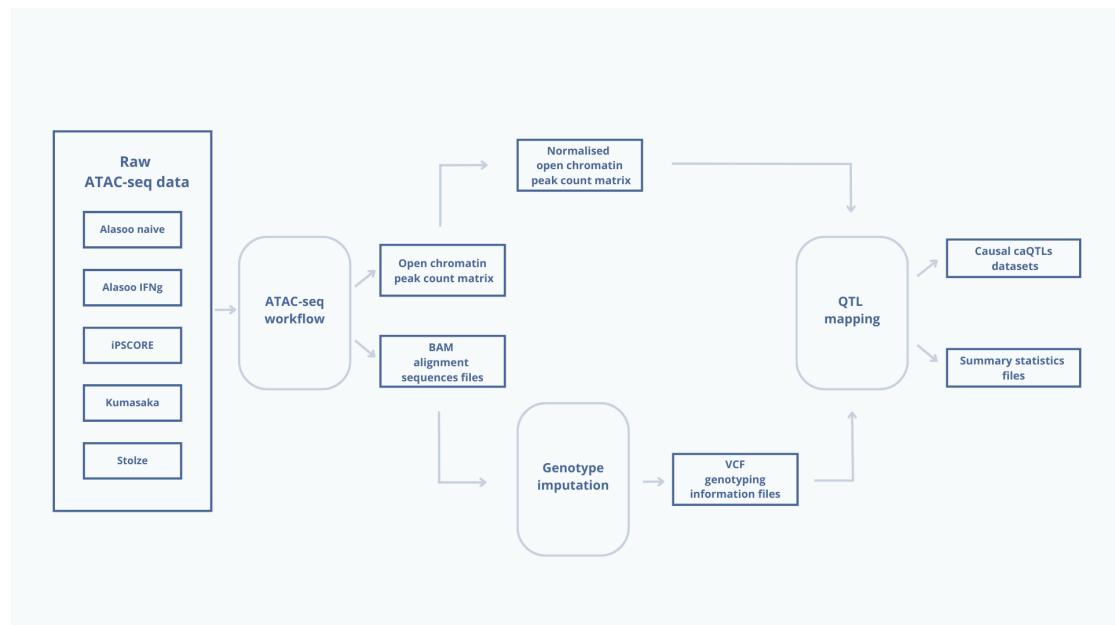 Raw
ATAC-seq data
Alasoo naive
Alasoo IFNg
iPSCORE
Kumasaka
Stolze
ATAC-seq
workflow
Open chromatin
peak count matrix
BAM
alignment
sequences files
Normalised
open chromatin
peak count matrix
Genotype
imputation
VCF
genotyping
information files
QTL
mapping
Causal caQTLs
datasets
Summary statistics
files